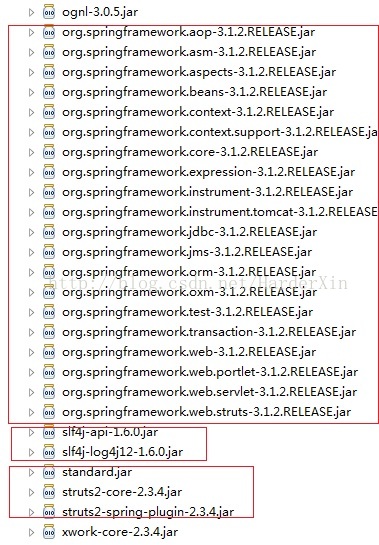 ognl-3.0.5.jar
org.springframework.aop-3.1.2.RELEASE.jar
org.springframework.asm-3.1.2.RELEASE.jar
org.springframework.aspects-3.1.2.RELEASE.jar
org.springframework.beans-3.1.2.RELEASE.jar
org.springframework.context-3.1.2.RELEASE.jar
org.springframework.context.support-3.1.2.RELEASE.ja
org.springframework.core-3.1.2.RELEASE.jar
org.springframework.expression-3.1.2.RELEASE.jar
org.springframework.instrument-3.1.2.RELEASE.jar
org.springframework.instrument.tomcat-3.1.2.RELEASE
org.springframework.jdbc-3.1.2.RELEASE.jar
org.springframework.jms-3.1.2.RELEASE.jar
org.springframework.orm-3.1.2.RELEASE.jar
http://blog.csdn.net/HarderXin
org.springframework.oxm-3.1.2.RELEASE.jar
org.springframework.test-3.1.2.RELEASE.jar
org.springframework.transaction-3.1.2.RELEASE.jar
org.springframework.web-3.1.2.RELEASE.jar
org.springframework.web.portlet-3.1.2.RELEASE.jar
org.springframework.web.servlet-3.1.2.RELEASE.jar
org.springframework.web.struts-3.1.2.RELEASE.jar
slf4j-api-1.6.0.jar
slf4j-log4j12-1.6.0.jar
standard.jar
struts2-core-2.3.4.jar
struts2-spring-plugin-2.3.4.jar
xwork-core-2.3.4.jar